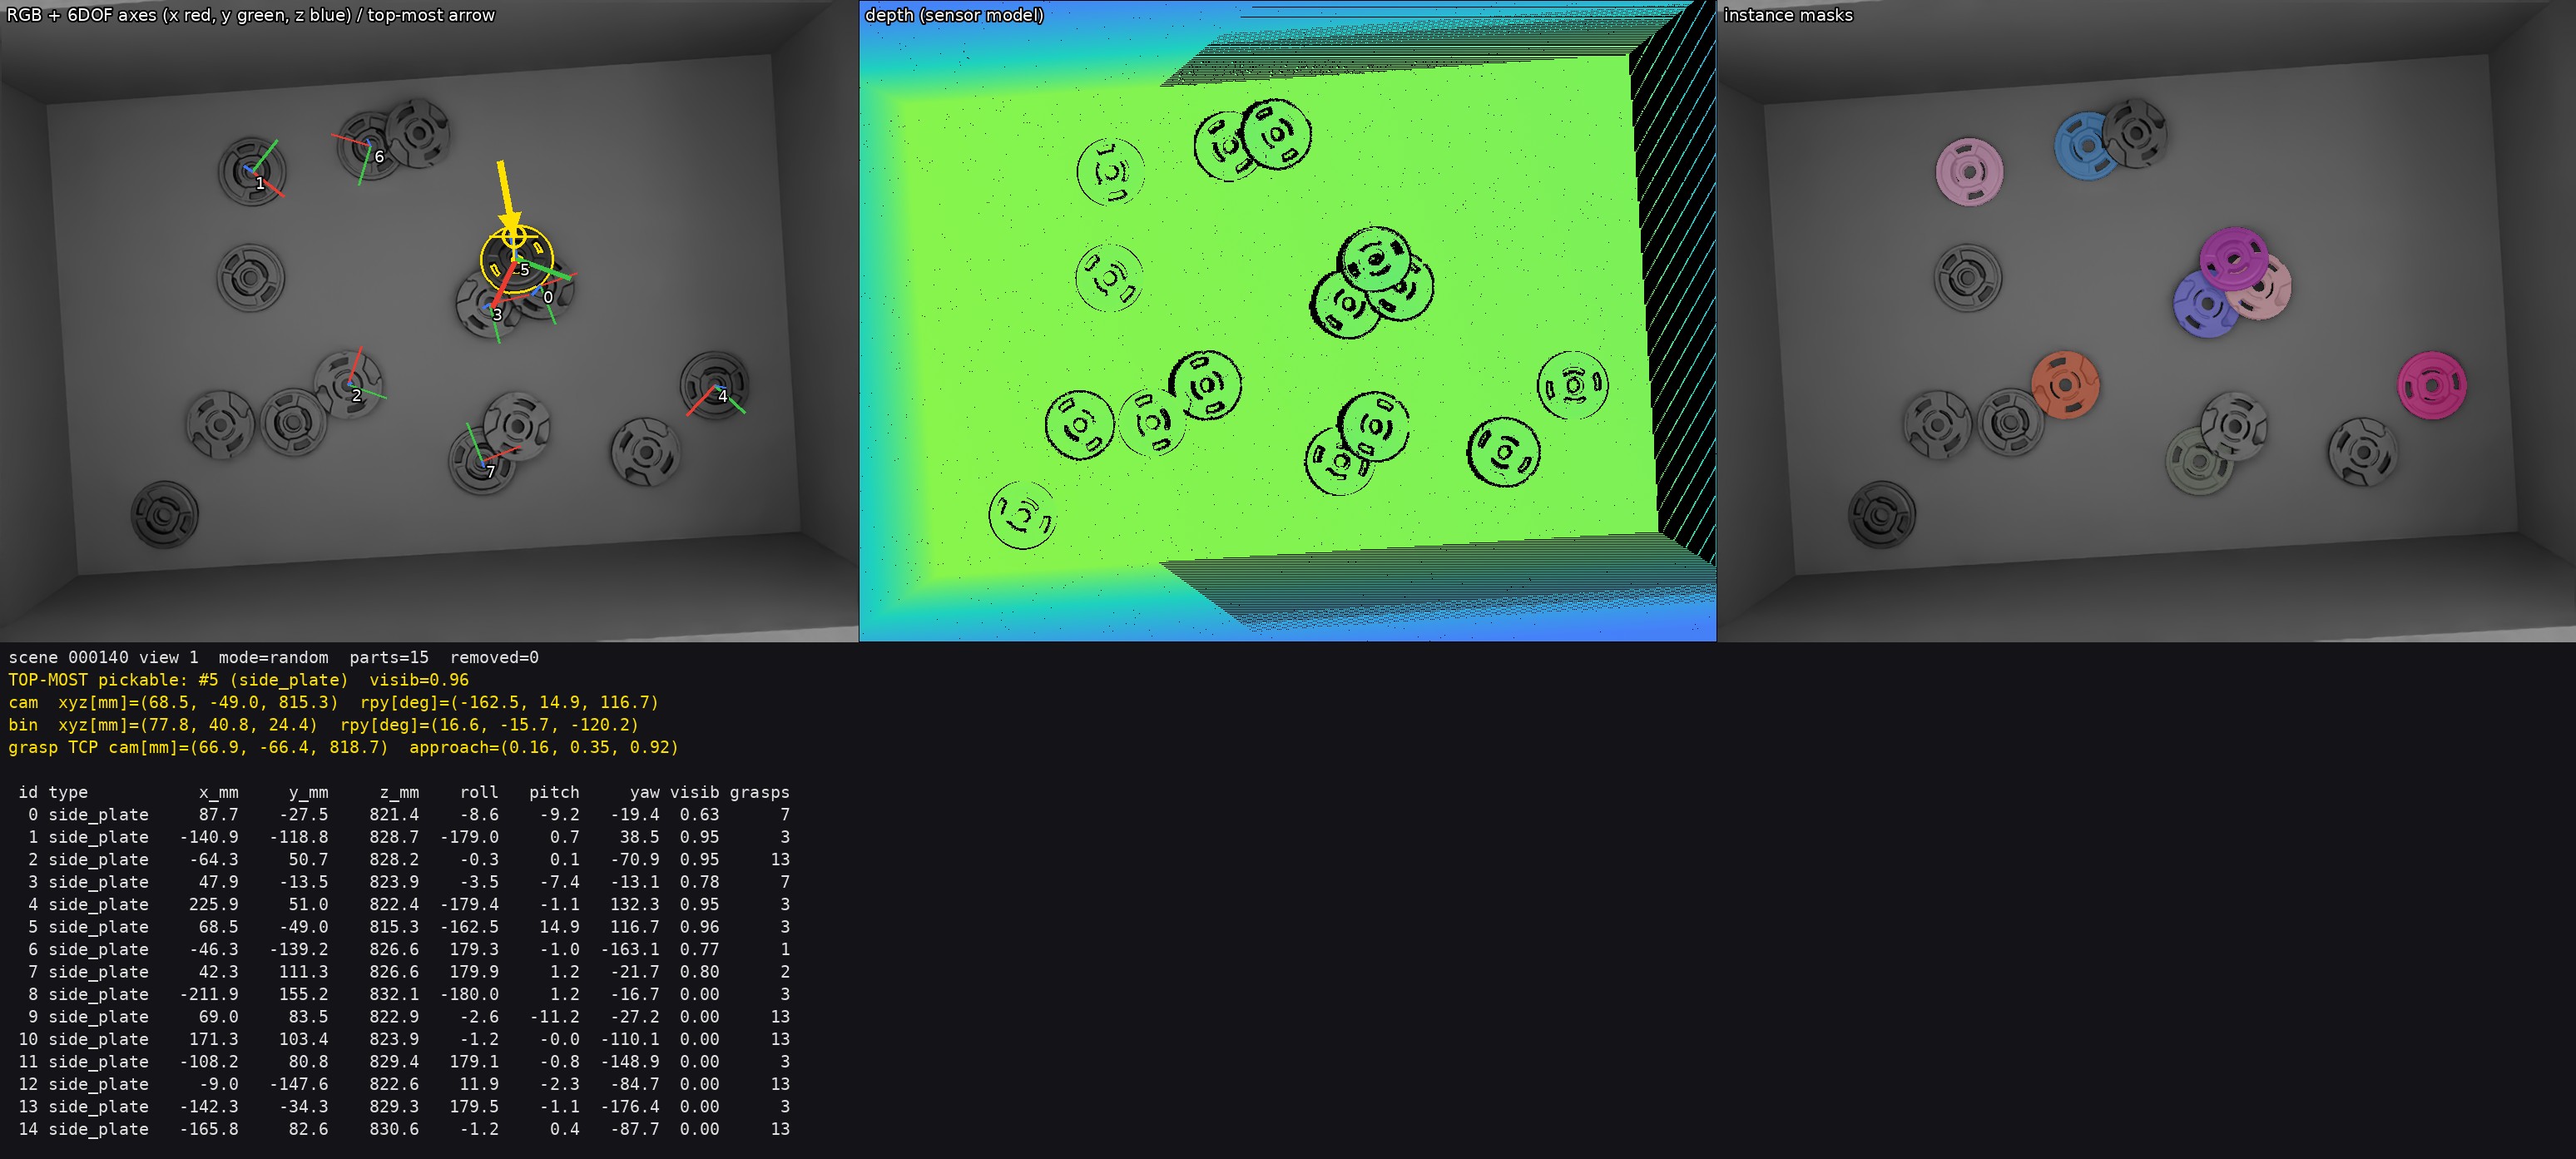 RGB + 6DOF axes (x red, y green, z blue) / top-most arrow
depth (sensor model)
instance masks
1
6
5
0
3
2
4
7
scene 000140 view 1 mode=random parts=15 removed=0
TOP-MOST pickable: #5 (side_plate) visib=0.96
cam xyz[mm]=(68.5, -49.0, 815.3) rpy[deg]=(-162.5, 14.9, 116.7)
bin xyz[mm]=(77.8, 40.8, 24.4) rpy[deg]=(16.6, -15.7, -120.2)
grasp TCP cam[mm]=(66.9, -66.4, 818.7) approach=(0.16, 0.35, 0.92)
id type x_mm y_mm z_mm roll pitch yaw visib grasps
0 side_plate 87.7 -27.5 821.4 -8.6 -9.2 -19.4 0.63 7
1 side_plate -140.9 -118.8 828.7 -179.0 0.7 38.5 0.95 3
2 side_plate -64.3 50.7 828.2 -0.3 0.1 -70.9 0.95 13
3 side_plate 47.9 -13.5 823.9 -3.5 -7.4 -13.1 0.78 7
4 side_plate 225.9 51.0 822.4 -179.4 -1.1 132.3 0.95 3
5 side_plate 68.5 -49.0 815.3 -162.5 14.9 116.7 0.96 3
6 side_plate -46.3 -139.2 826.6 179.3 -1.0 -163.1 0.77 1
7 side_plate 42.3 111.3 826.6 179.9 1.2 -21.7 0.80 2
8 side_plate -211.9 155.2 832.1 -180.0 1.2 -16.7 0.00 3
9 side_plate 69.0 83.5 822.9 -2.6 -11.2 -27.2 0.00 13
10 side_plate 171.3 103.4 823.9 -1.2 -0.0 -110.1 0.00 13
11 side_plate -108.2 80.8 829.4 179.1 -0.8 -148.9 0.00 3
12 side_plate -9.0 -147.6 822.6 11.9 -2.3 -84.7 0.00 13
13 side_plate -142.3 -34.3 829.3 179.5 -1.1 -176.4 0.00 3
14 side_plate -165.8 82.6 830.6 -1.2 0.4 -87.7 0.00 13